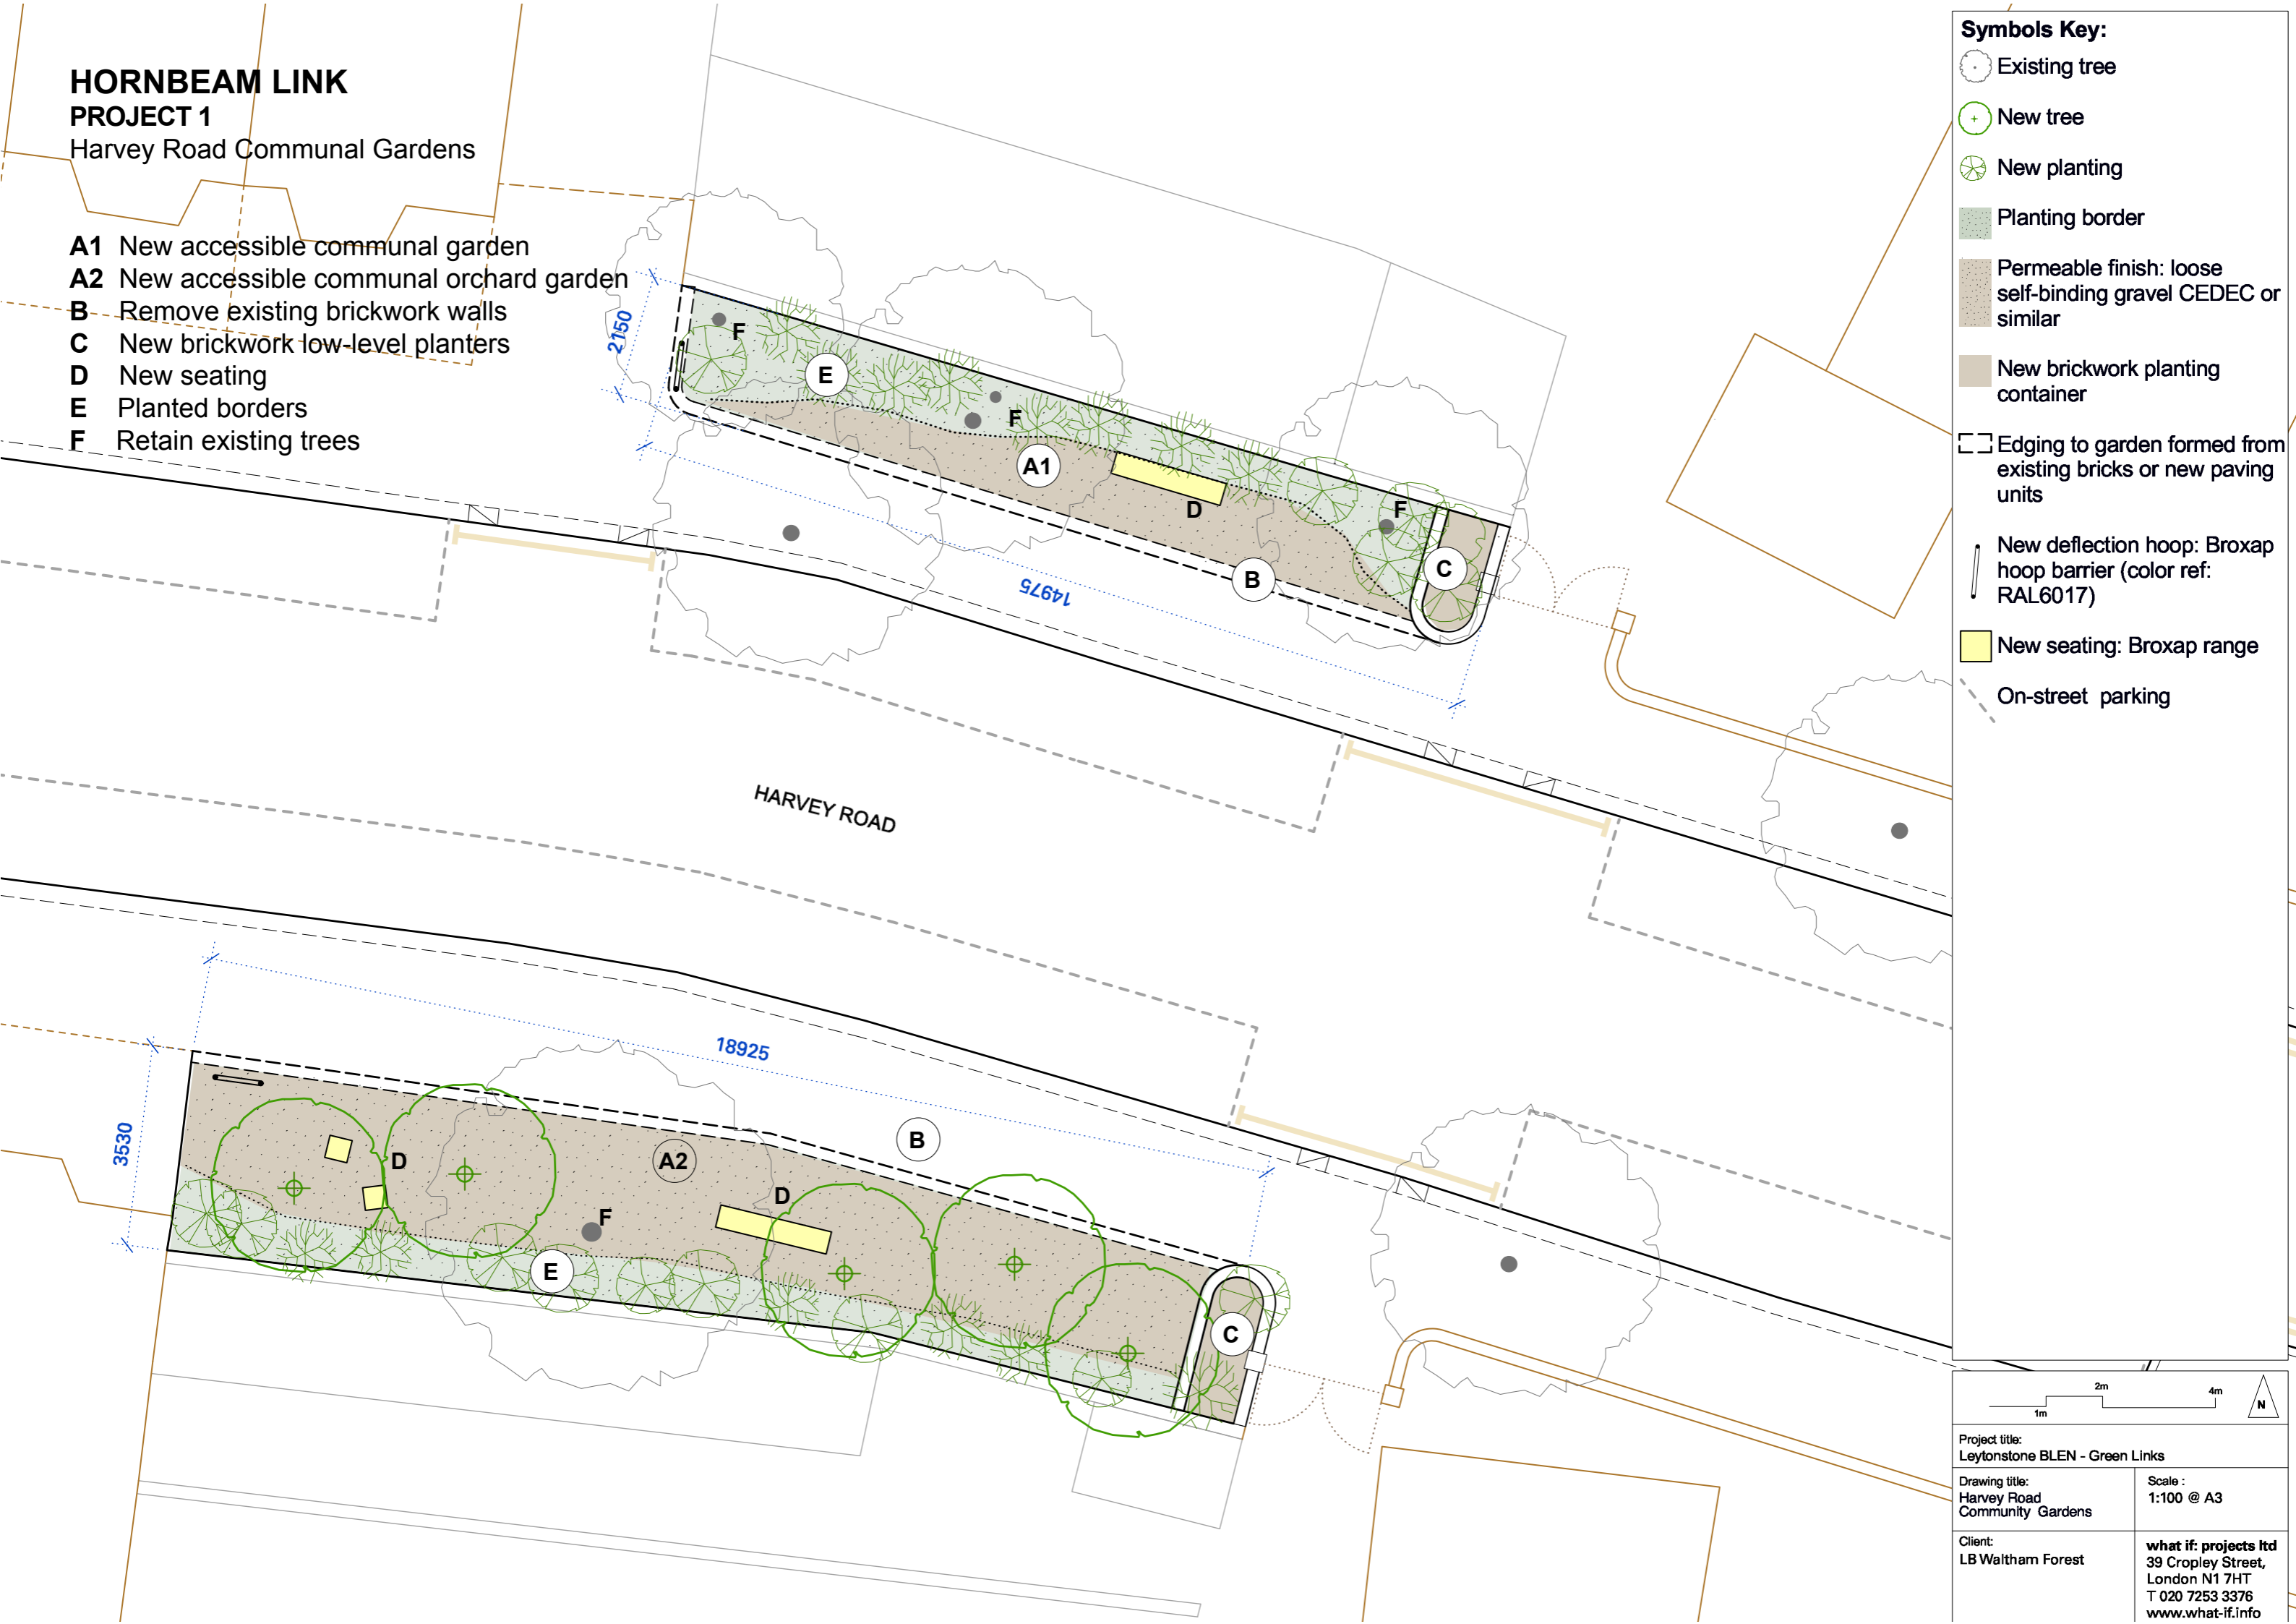 HORNBEAM LINK
PROJECT 1
Harvey Road Communal Gardens
A1 New accessible communal garden
A2 New accessible communal orchard garden
B Remove existing brickwork walls
C New brickwork low-level planters
D New seating
E Planted borders
F Retain existing trees
2150
F
E
F
A1
D
F
B
C
14975
HARVEY ROAD
18925
3530
B
D
A2
D
F
E
C
Symbols Key:
Existing tree
New tree
New planting
Planting border
Permeable finish: loose
self-binding gravel CEDEC or
similar
New brickwork planting
container
Edging to garden formed from
existing bricks or new paving
units
New deflection hoop: Broxap
hoop barrier (color ref:
RAL6017)
New seating: Broxap range
On-street parking
1m
2m
4m
N
Project title:
Leytonstone BLEN - Green Links
Drawing title:
Harvey Road
Community Gardens
Scale :
1:100 @ A3
Client:
LB Waltham Forest
what if: projects ltd
39 Cropley Street,
London N1 7HT
T 020 7253 3376
www.what-if.info